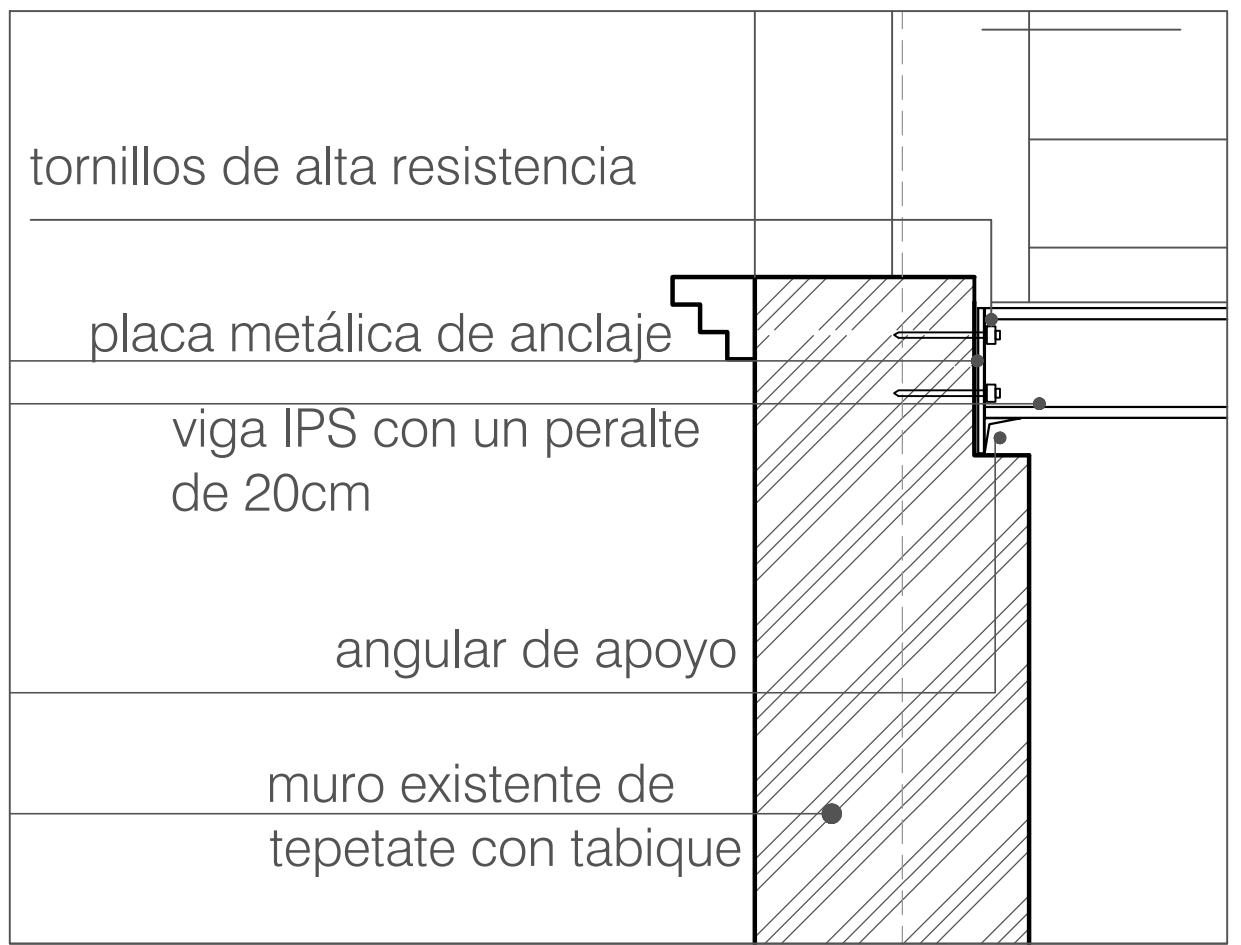 tornillos de alta resistencia
placa metálica de anclaje
viga IPS con un peralte
de 20cm
angular de apoyo
muro existente de
tepetate con tabique